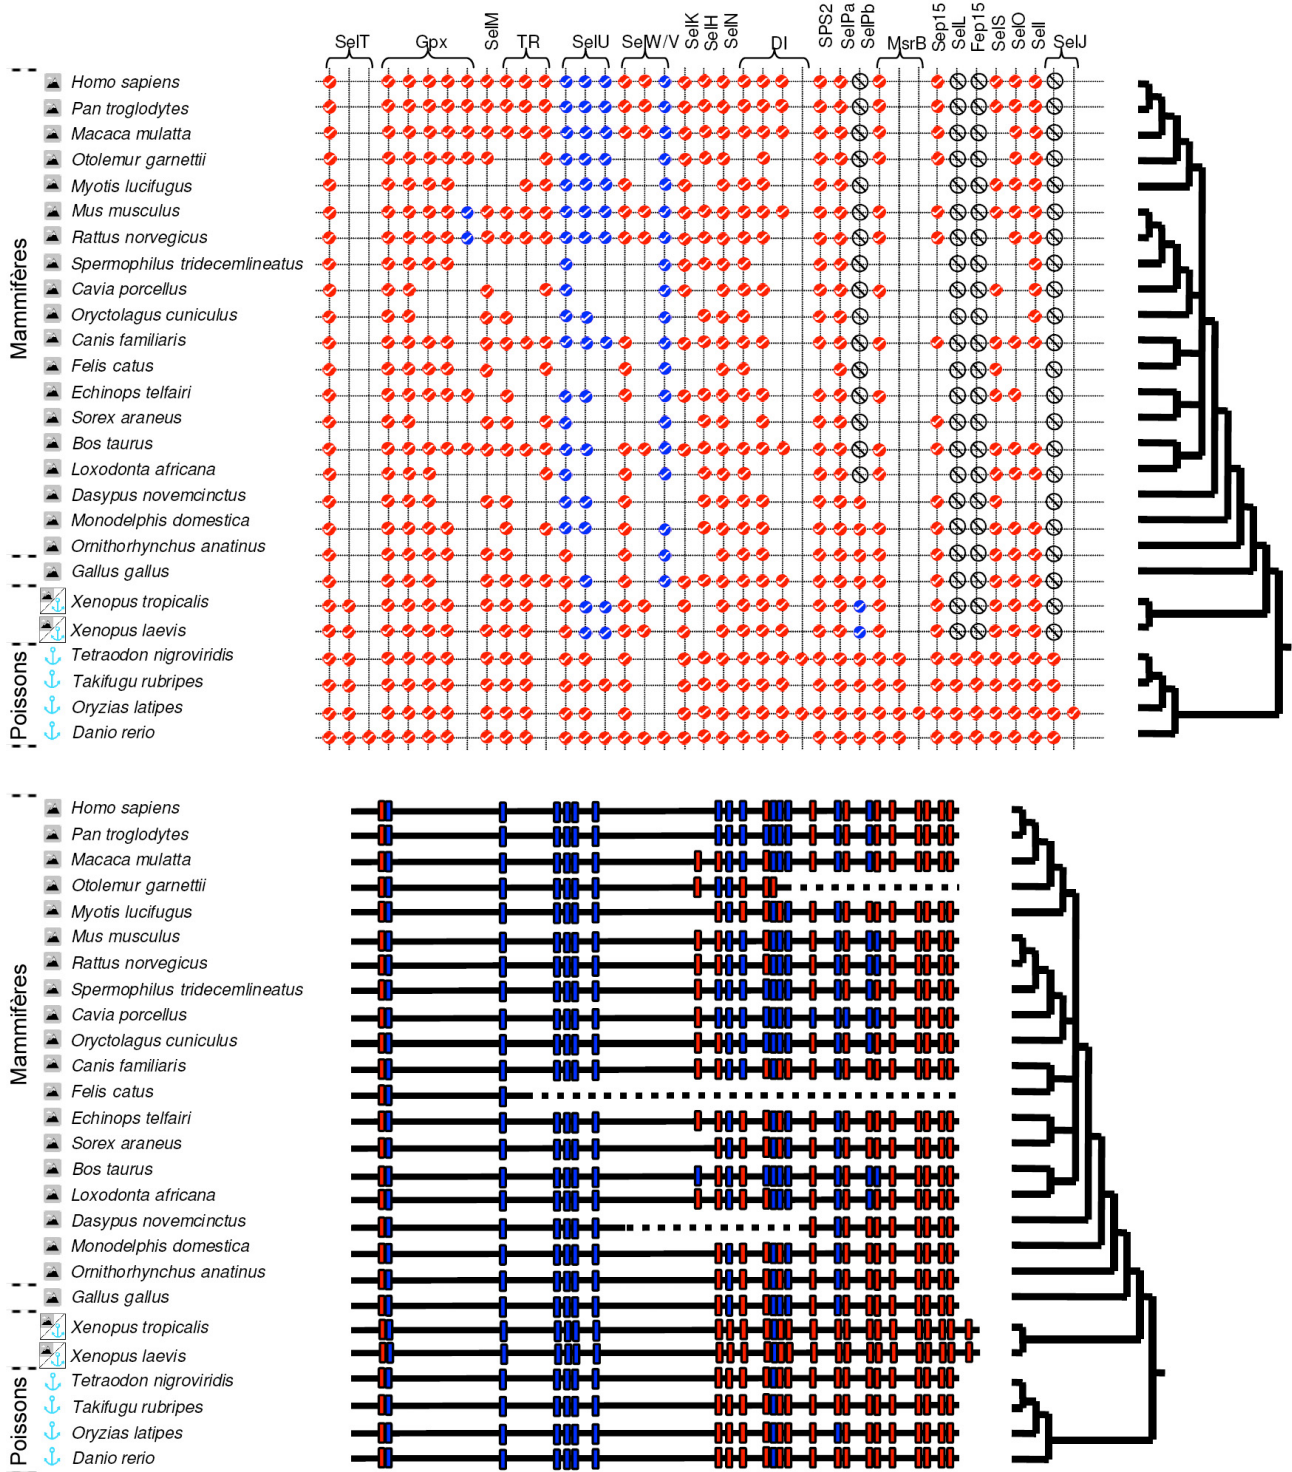 SelT Gpx SelM TR SelU SelW/V SelK SelH SelN DI SPS2 SelPa SelPb MsrB Sep15 SelL Fep15 SelS SelO SelI SelJ
Mammifères
Homo sapiens
Pan troglodytes
Macaca mulatta
Otolemur garnettii
Myotis lucifugus
Mus musculus
Rattus norvegicus
Spermophilus tridecemlineatus
Cavia porcellus
Oryctolagus cuniculus
Canis familiaris
Felis catus
Echinops telfairi
Sorex araneus
Bos taurus
Loxodonta africana
Dasypus novemcinctus
Monodelphis domestica
Ornithorhynchus anatinus
Gallus gallus
Xenopus tropicalis
Xenopus laevis
Poissons
Tetraodon nigroviridis
Takifugu rubripes
Oryzias latipes
Danio rerio
Mammifères
Homo sapiens
Pan troglodytes
Macaca mulatta
Otolemur garnettii
Myotis lucifugus
Mus musculus
Rattus norvegicus
Spermophilus tridecemlineatus
Cavia porcellus
Oryctolagus cuniculus
Canis familiaris
Felis catus
Echinops telfairi
Sorex araneus
Bos taurus
Loxodonta africana
Dasypus novemcinctus
Monodelphis domestica
Ornithorhynchus anatinus
Gallus gallus
Xenopus tropicalis
Xenopus laevis
Poissons
Tetraodon nigroviridis
Takifugu rubripes
Oryzias latipes
Danio rerio